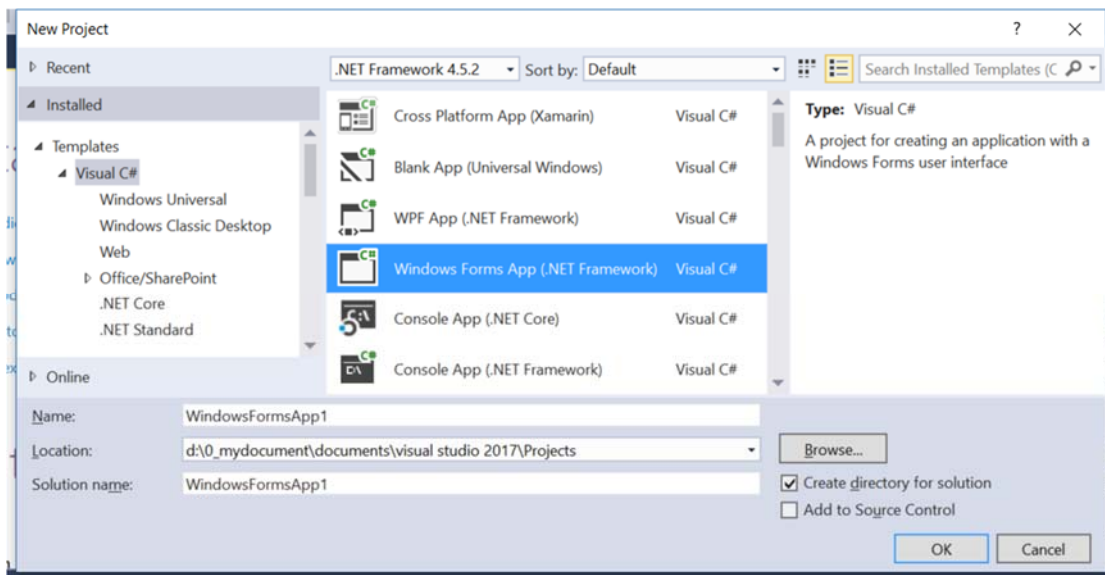 New Project
?
Recent
.NET Framework 4.5.2
Sort by: Default
Search Installed Templates (C
Installed
Templates
Visual C#
Windows Universal
Windows Classic Desktop
Web
Office/SharePoint
.NET Core
.NET Standard
Online
Cross Platform App (Xamarin) Visual C#
Blank App (Universal Windows) Visual C#
WPF App (.NET Framework) Visual C#
Windows Forms App (.NET Framework) Visual C#
Console App (.NET Core) Visual C#
Console App (.NET Framework) Visual C#
Type: Visual C#
A project for creating an application with a
Windows Forms user interface
Name: WindowsFormsApp1
Location: d:\0_mydocument\documents\visual studio 2017\Projects
Browse...
Solution name: WindowsFormsApp1
Create directory for solution
Add to Source Control
OK Cancel